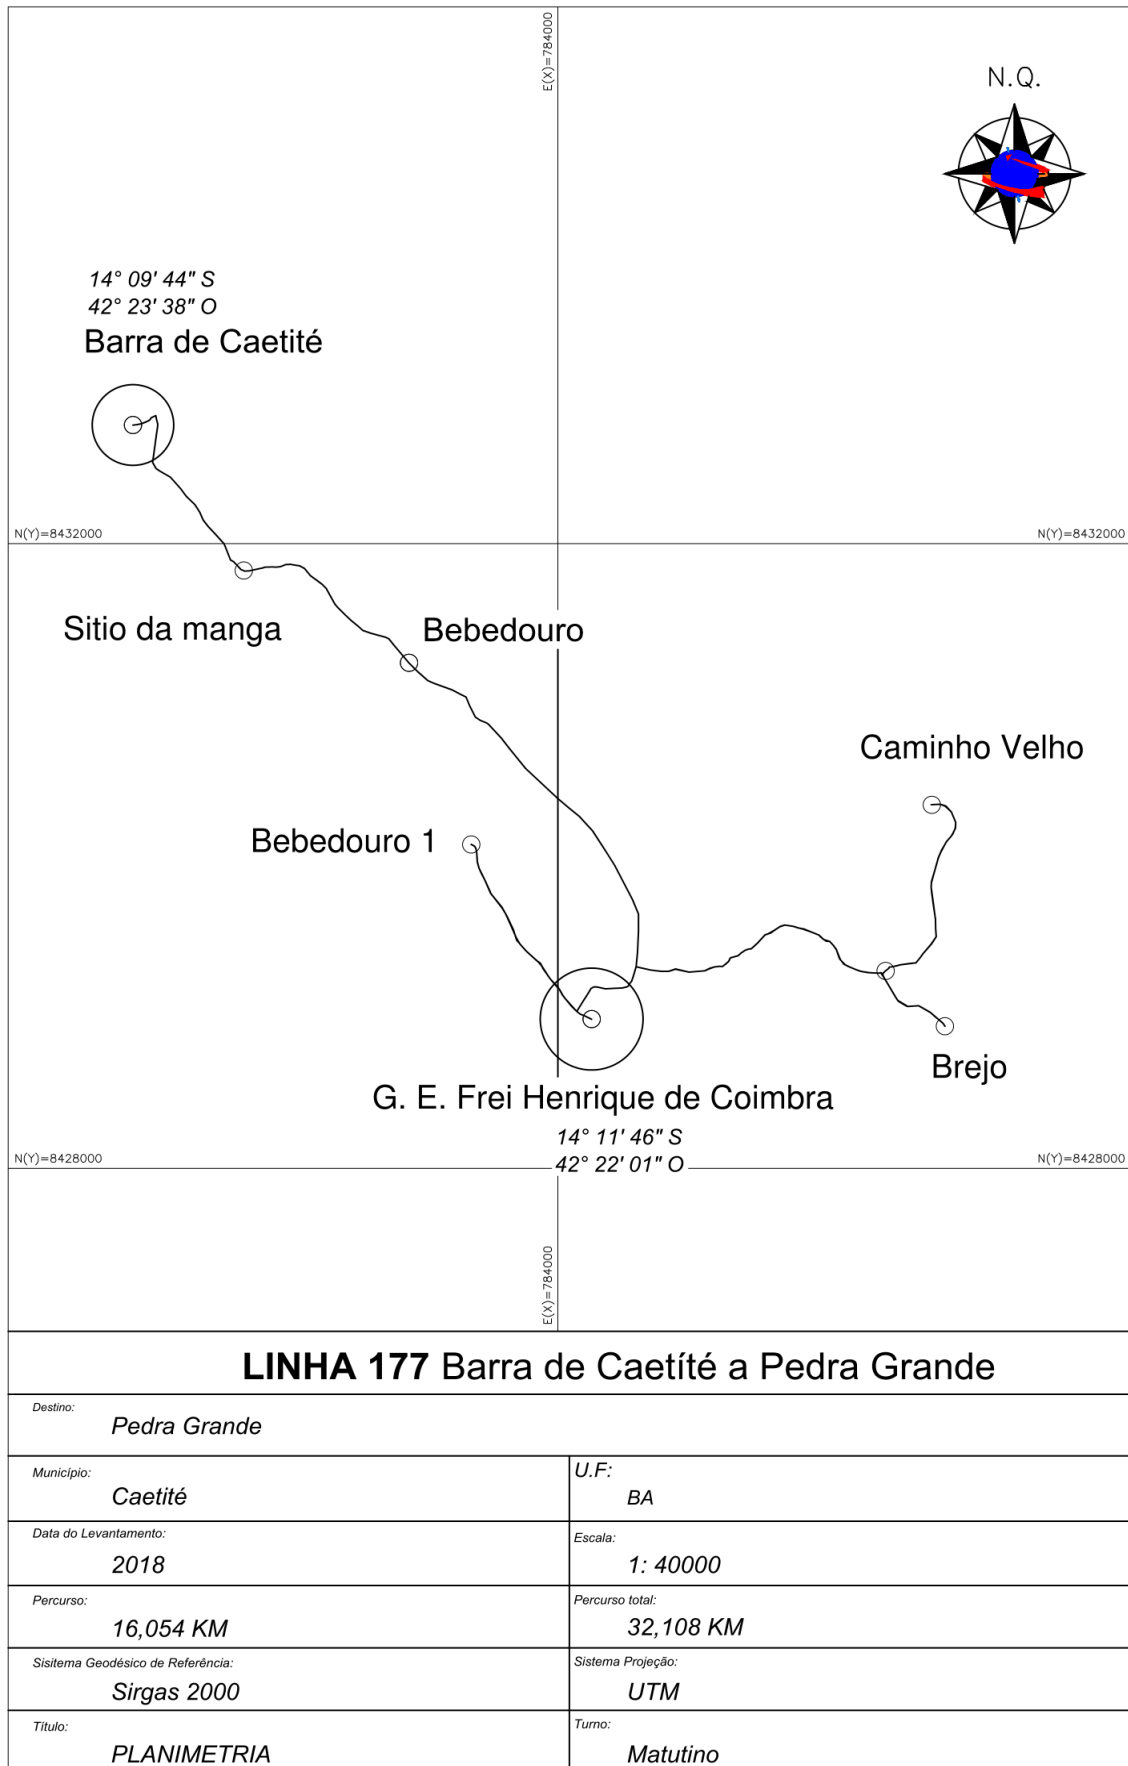 E(X)=784000
N.Q.
14° 09' 44" S
42° 23' 38" O
Barra de Caetité
N(Y)=8432000
N(Y)=8432000
Sitio da manga
Bebedouro
Caminho Velho
Bebedouro 1
Brejo
G. E. Frei Henrique de Coimbra
14° 11' 46" S
N(Y)=8428000
42° 22' 01" O
N(Y)=8428000
E(X)=784000
LINHA 177 Barra de Caetíté a Pedra Grande
Destino:
Pedra Grande
Município:
Caetité
U.F:
BA
Data do Levantamento:
2018
Escala:
1: 40000
Percurso:
16,054 KM
Percurso total:
32,108 KM
Sisitema Geodésico de Referência:
Sirgas 2000
Sistema Projeção:
UTM
Título:
PLANIMETRIA
Turno:
Matutino